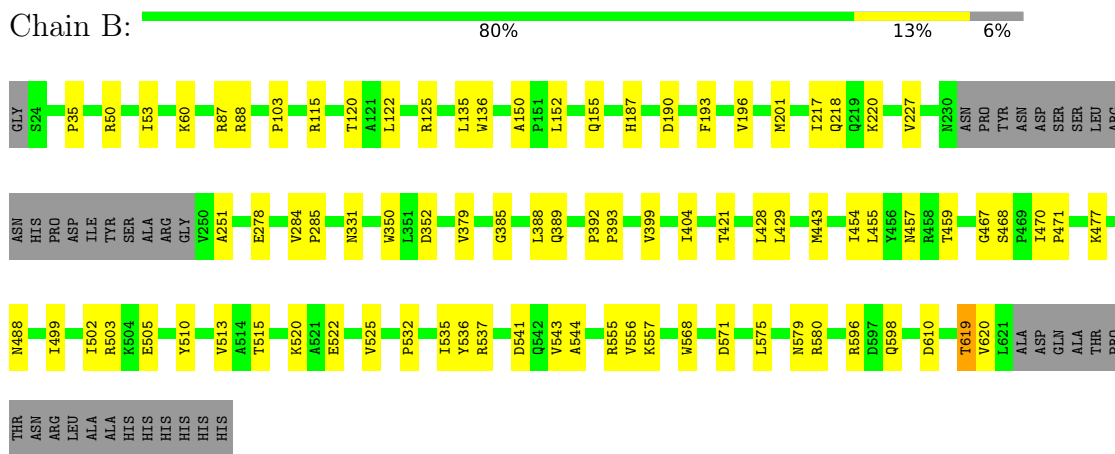 Chain B:
80% 13% 6%
GLY S24 P35 R50 I53 K60 R87 R88 P103 R115 T120 A121 L122 R125 L135 W136 A150 P151 L152 Q155 H187 D190 F193 V196 M201 I217 Q218 Q219 K220 V227 N230 ASN PRO TYR ASN ASP SER SER LEU ARG
ASN HIS PRO ASP ILE TYR SER ALA ARG GLY V250 A251 E278 V284 P285 N331 W350 L351 D352 V379 G385 L388 Q389 P392 P393 V399 I404 T421 L428 L429 M443 I454 L455 Y456 N457 R458 T459 G467 S468 P469 I470 P471 K477
N488 I499 I502 R503 K504 E505 Y510 V513 A514 T515 K520 A521 E522 V525 P532 I535 Y536 R537 D541 Q542 V543 A544 R555 V556 K557 W568 D571 L575 N579 R580 R596 D597 Q598 D610 T619 V620 L621 ALA ASP GLN ALA THR PRO
THR ASN ARG LEU ALA ALA HIS HIS HIS HIS HIS HIS